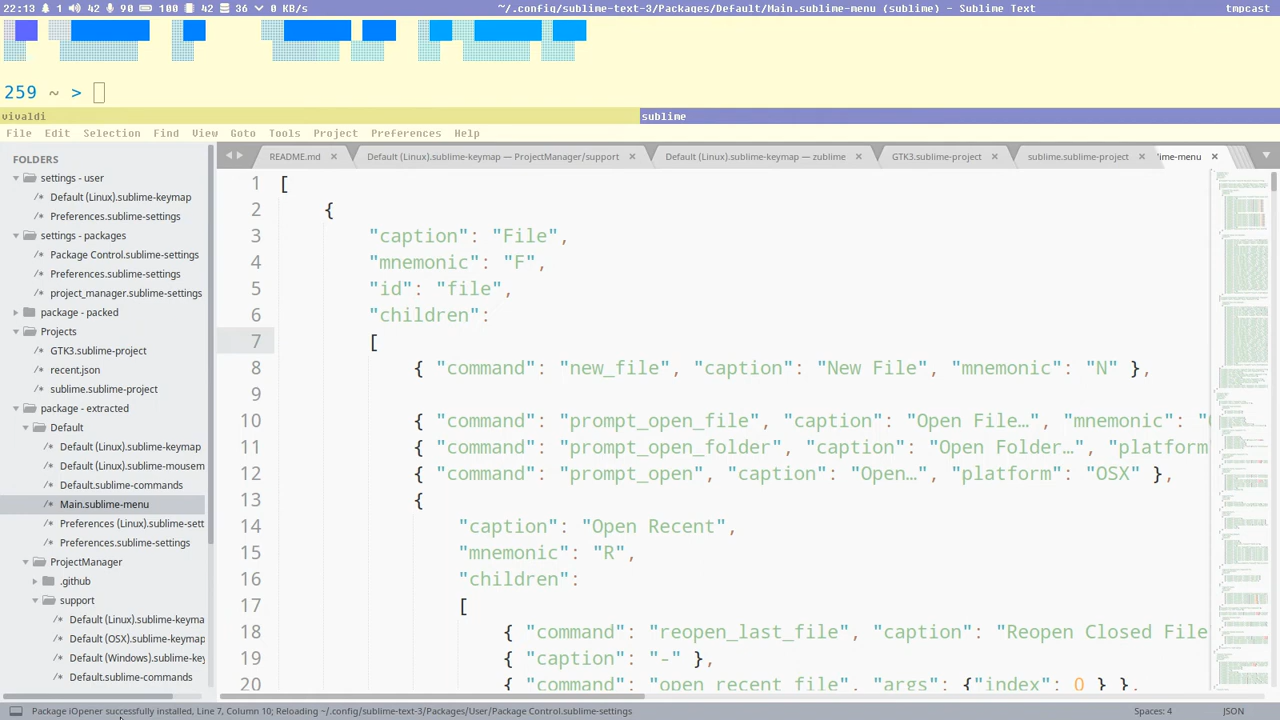 22:13 1 42 90 100 42 36 0 KB/s ~/.config/sublime-text-3/Packages/Default/Main.sublime-menu (sublime) - Sublime Text tmpcast
259 ~ >
vivaldi sublime
File Edit Selection Find View Goto Tools Project Preferences Help
README.md × Default (Linux).sublime-keymap — ProjectManager/support × Default (Linux).sublime-keymap — zublime × GTK3.sublime-project × sublime.sublime-project × ime-menu ×
FOLDERS
settings - user
/* Default (Linux).sublime-keymap
/* Preferences.sublime-settings
settings - packages
/* Package Control.sublime-settings
/* Preferences.sublime-settings
/* project_manager.sublime-settings
package - packed
Projects
/* GTK3.sublime-project
/* recent.json
/* sublime.sublime-project
package - extracted
Default
/* Default (Linux).sublime-keymap
/* Default (Linux).sublime-mousem
/* Default.sublime-commands
/* Main.sublime-menu
/* Preferences (Linux).sublime-sett
/* Preferences.sublime-settings
ProjectManager
.github
support
/* Default (Linux).sublime-keyma
/* Default (OSX).sublime-keymap
/* Default (Windows).sublime-key
/* Default.sublime-commands
1 [
2 {
3 "caption": "File",
4 "mnemonic": "F",
5 "id": "file",
6 "children":
7 [
8 { "command": "new_file", "caption": "New File", "mnemonic": "N" },
9
10 { "command": "prompt_open_file", "caption": "Open File…", "mnemonic": "
11 { "command": "prompt_open_folder", "caption": "Open Folder…", "platform
12 { "command": "prompt_open", "caption": "Open…", "platform": "OSX" },
13 {
14 "caption": "Open Recent",
15 "mnemonic": "R",
16 "children":
17 [
18 { "command": "reopen_last_file", "caption": "Reopen Closed File
19 { "caption": "-" },
20 { "command": "open_recent_file", "args": {"index": 0 } },
Package iOpener successfully installed, Line 7, Column 10; Reloading ~/.config/sublime-text-3/Packages/User/Package Control.sublime-settings Spaces: 4 JSON